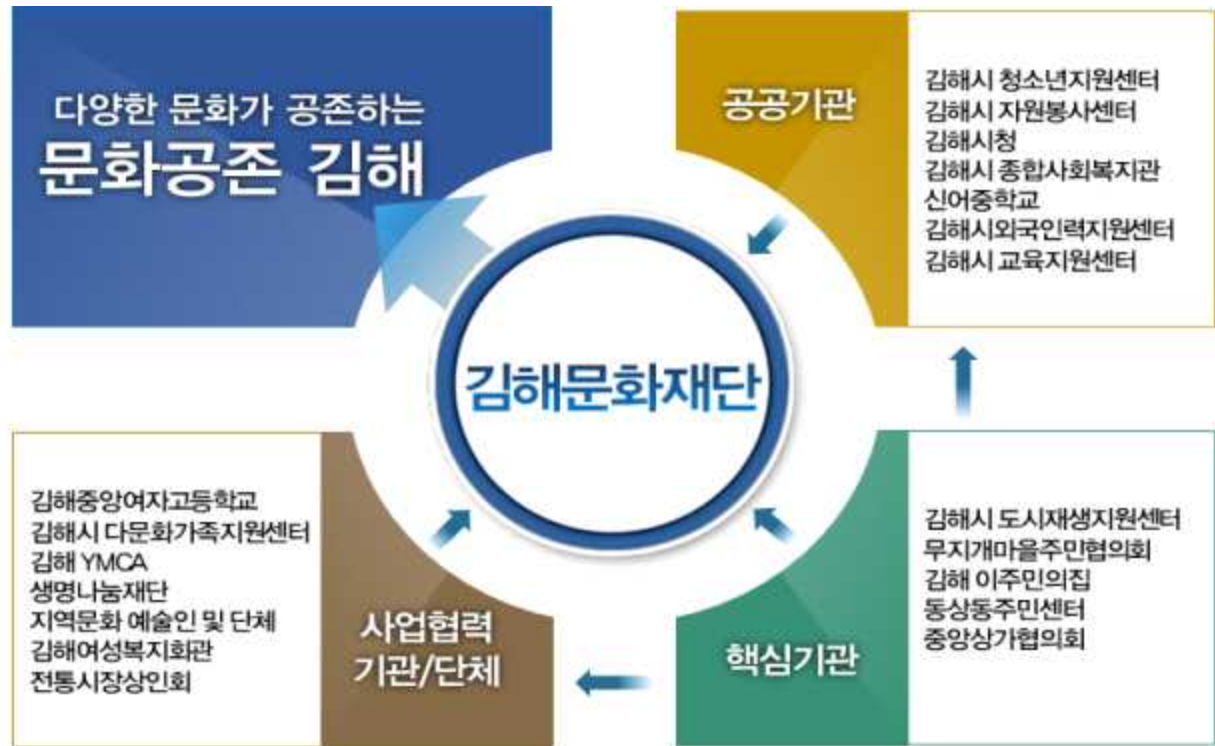 다양한 문화가 공존하는
문화공존 김해
공공기관
김해시 청소년지원센터
김해시 자원봉사센터
김해시청
김해시 종합사회복지관
신어중학교
김해시외국인력지원센터
김해시 교육지원센터
김해문화재단
김해중앙여자고등학교
김해시 다문화가족지원센터
김해 YMCA
생명나눔재단
지역문화 예술인 및 단체
김해여성복지회관
전통시장상인회
사업협력
기관/단체
핵심기관
김해시 도시재생지원센터
무지개마을주민협의회
김해 이주민의집
동상동주민센터
중앙상가협의회